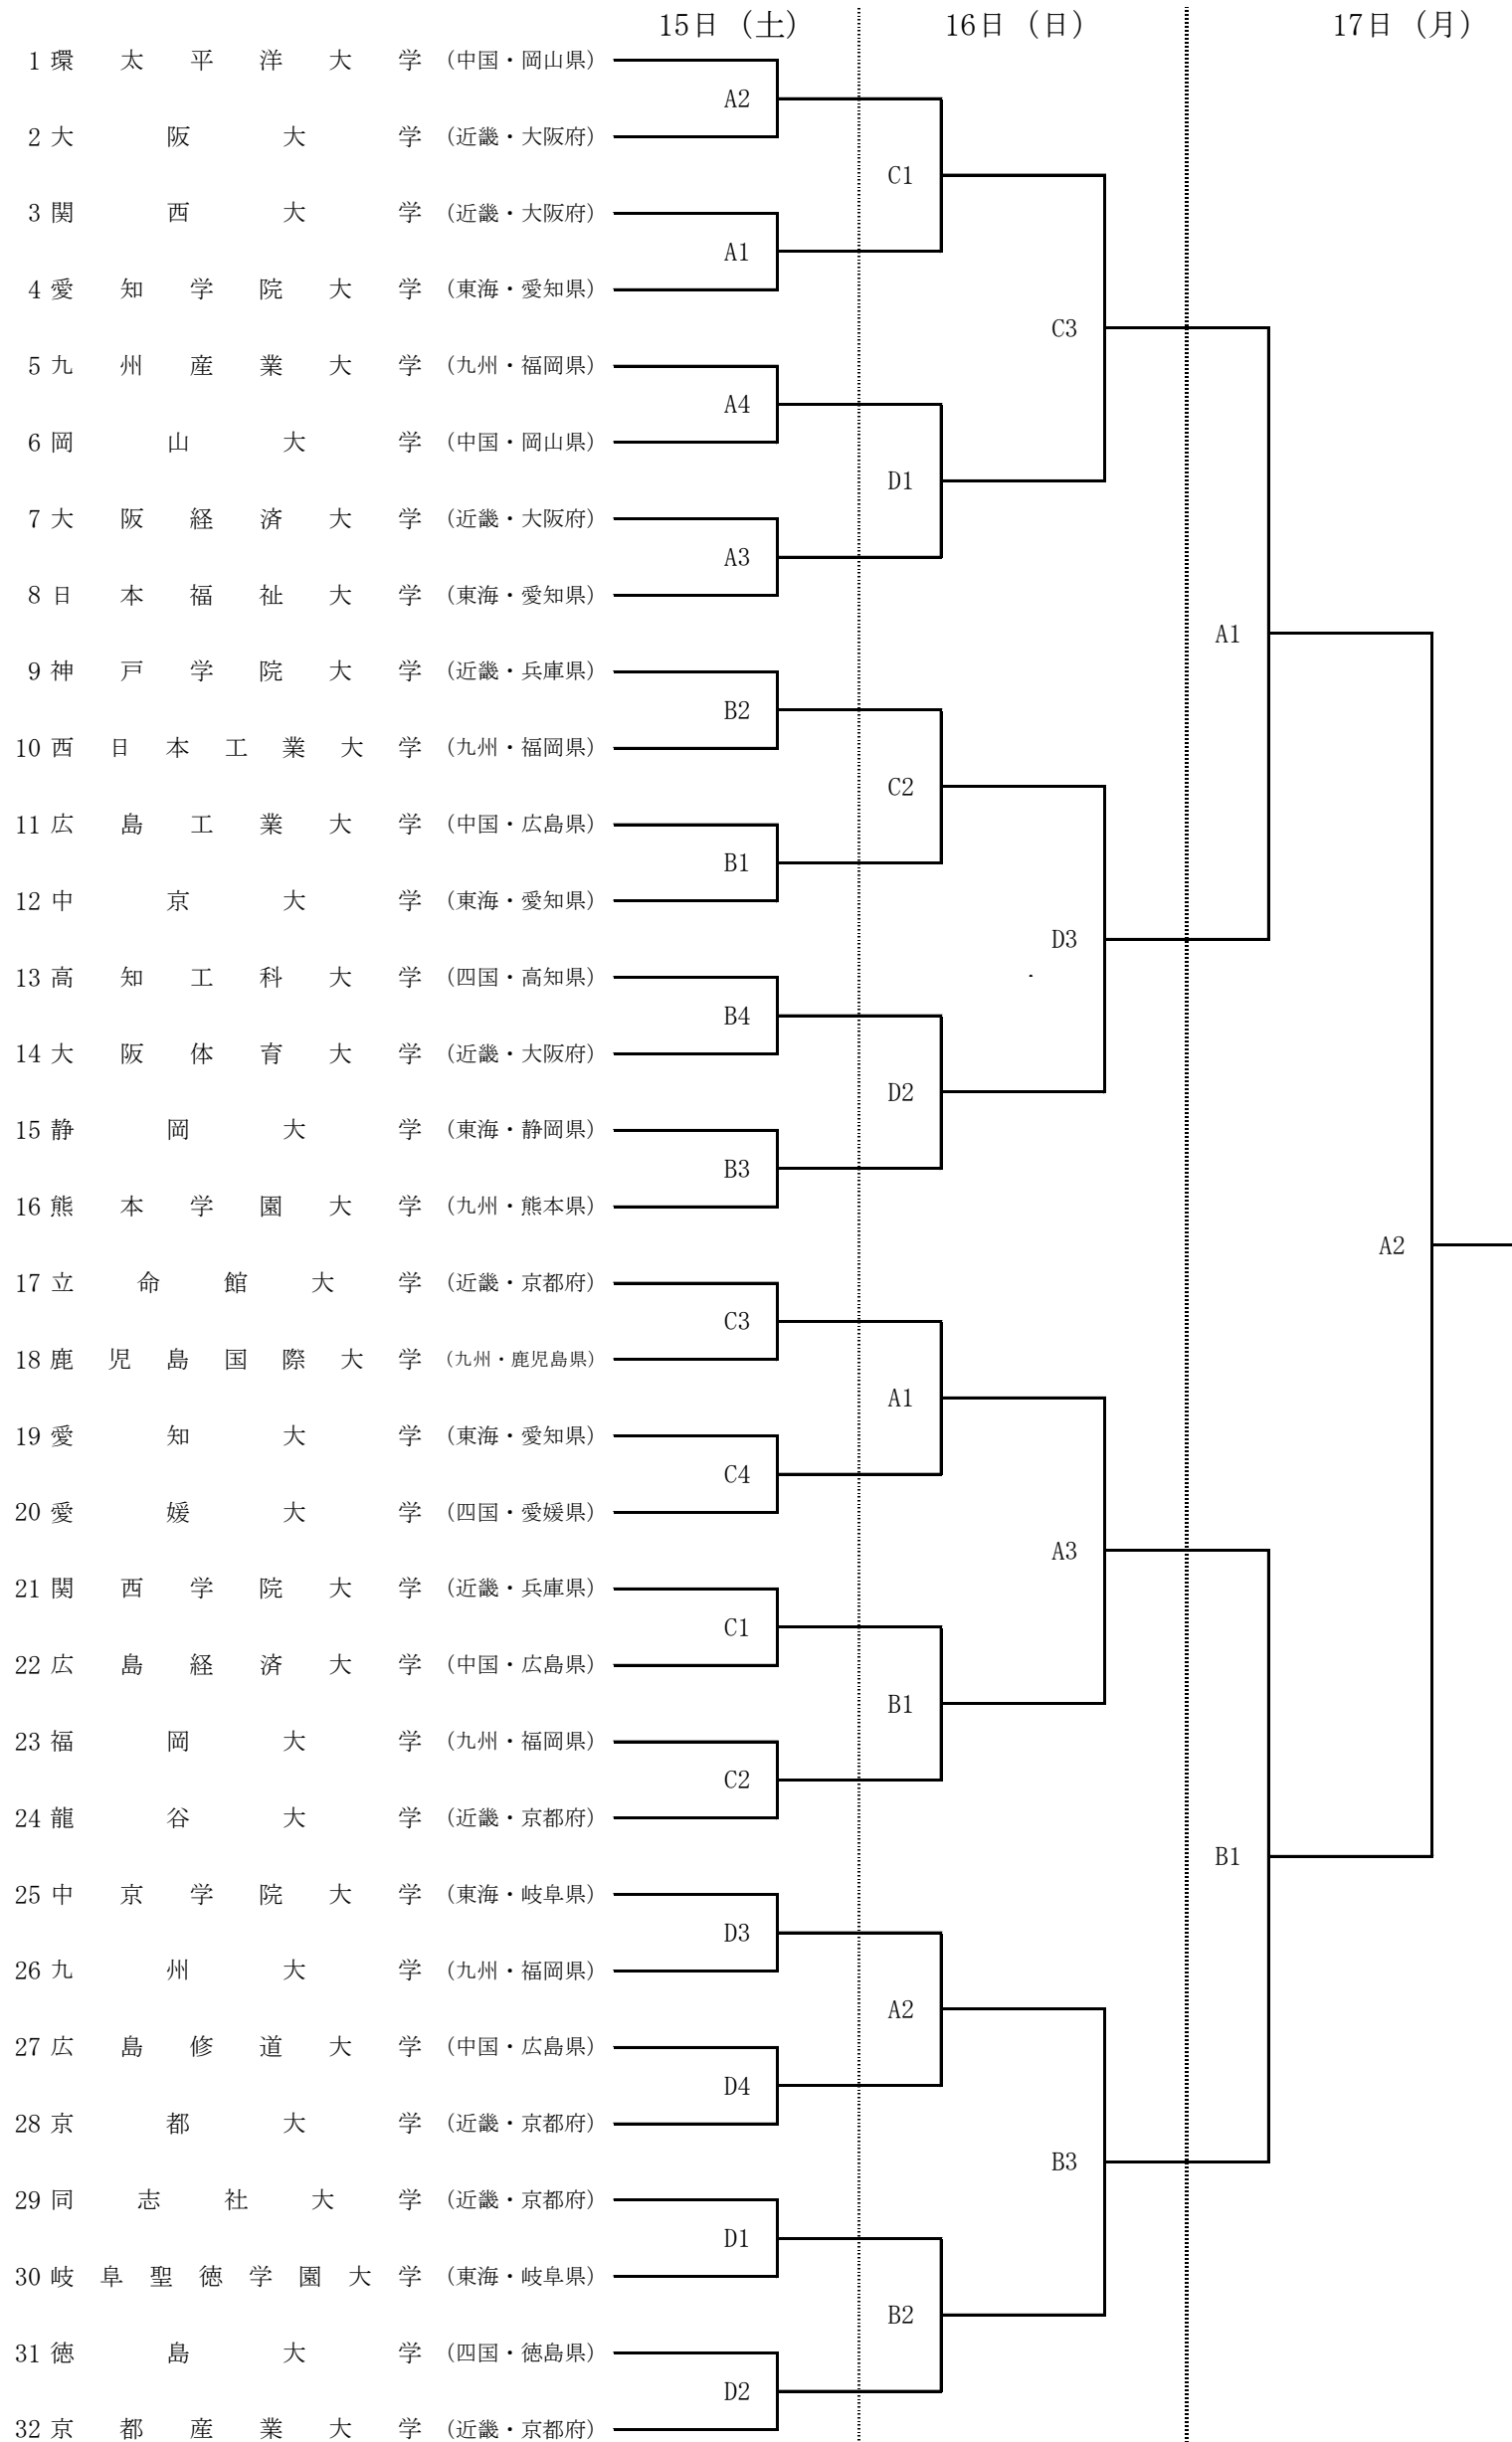 15日（土） 16日（日） 17日（月）
1 環太平洋大学 （中国・岡山県）
A2
2 大阪大学 （近畿・大阪府）
C1
3 関西大学 （近畿・大阪府）
A1
4 愛知学院大学 （東海・愛知県）
C3
5 九州産業大学 （九州・福岡県）
A4
6 岡山大学 （中国・岡山県）
D1
7 大阪経済大学 （近畿・大阪府）
A3
8 日本福祉大学 （東海・愛知県）
A1
9 神戸学院大学 （近畿・兵庫県）
B2
10 西日本工業大学 （九州・福岡県）
C2
11 広島工業大学 （中国・広島県）
B1
12 中京大学 （東海・愛知県）
D3
13 高知工科大学 （四国・高知県）
B4
14 大阪体育大学 （近畿・大阪府）
D2
15 静岡大学 （東海・静岡県）
B3
16 熊本学園大学 （九州・熊本県）
A2
17 立命館大学 （近畿・京都府）
C3
18 鹿児島国際大学 （九州・鹿児島県）
A1
19 愛知大学 （東海・愛知県）
C4
20 愛媛大学 （四国・愛媛県）
A3
21 関西学院大学 （近畿・兵庫県）
C1
22 広島経済大学 （中国・広島県）
B1
23 福岡大学 （九州・福岡県）
C2
24 龍谷大学 （近畿・京都府）
B1
25 中京学院大学 （東海・岐阜県）
D3
26 九州大学 （九州・福岡県）
A2
27 広島修道大学 （中国・広島県）
D4
28 京都大学 （近畿・京都府）
B3
29 同志社大学 （近畿・京都府）
D1
30 岐阜聖徳学園大学 （東海・岐阜県）
B2
31 徳島大学 （四国・徳島県）
D2
32 京都産業大学 （近畿・京都府）